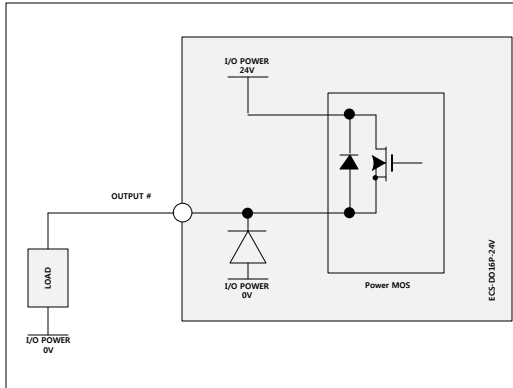 I/O POWER
24V
OUTPUT #
LOAD
I/O POWER
0V
I/O POWER
0V
Power MOS
ECS-DO16P-24V